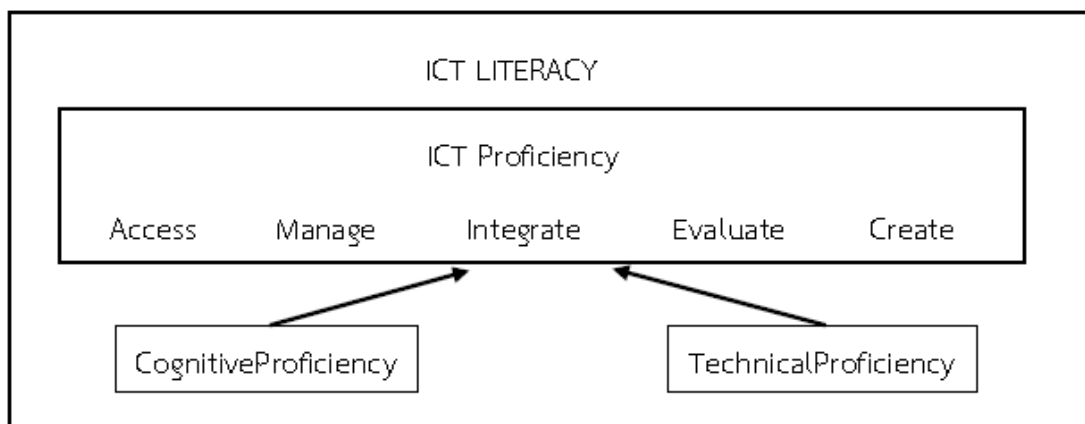 ICT LITERACY
ICT Proficiency
Access Manage Integrate Evaluate Create
CognitiveProficiency TechnicalProficiency